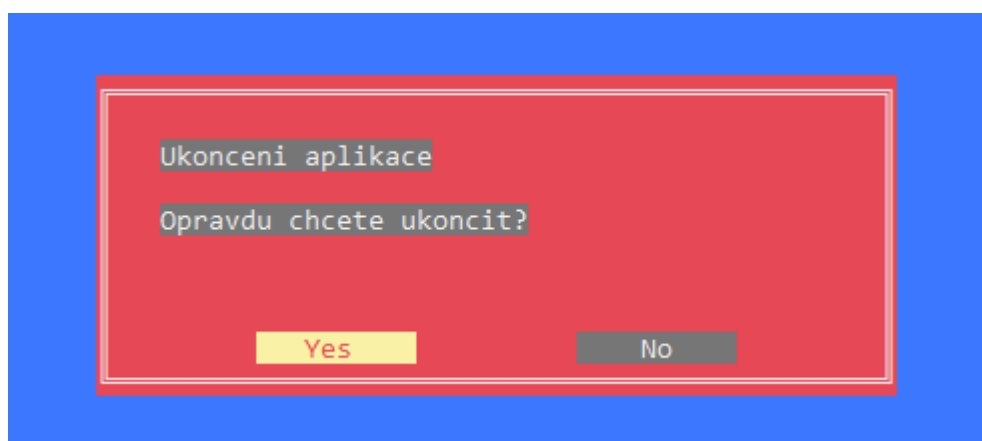 Ukonceni aplikace
Opravdu chcete ukoncit?
Yes No